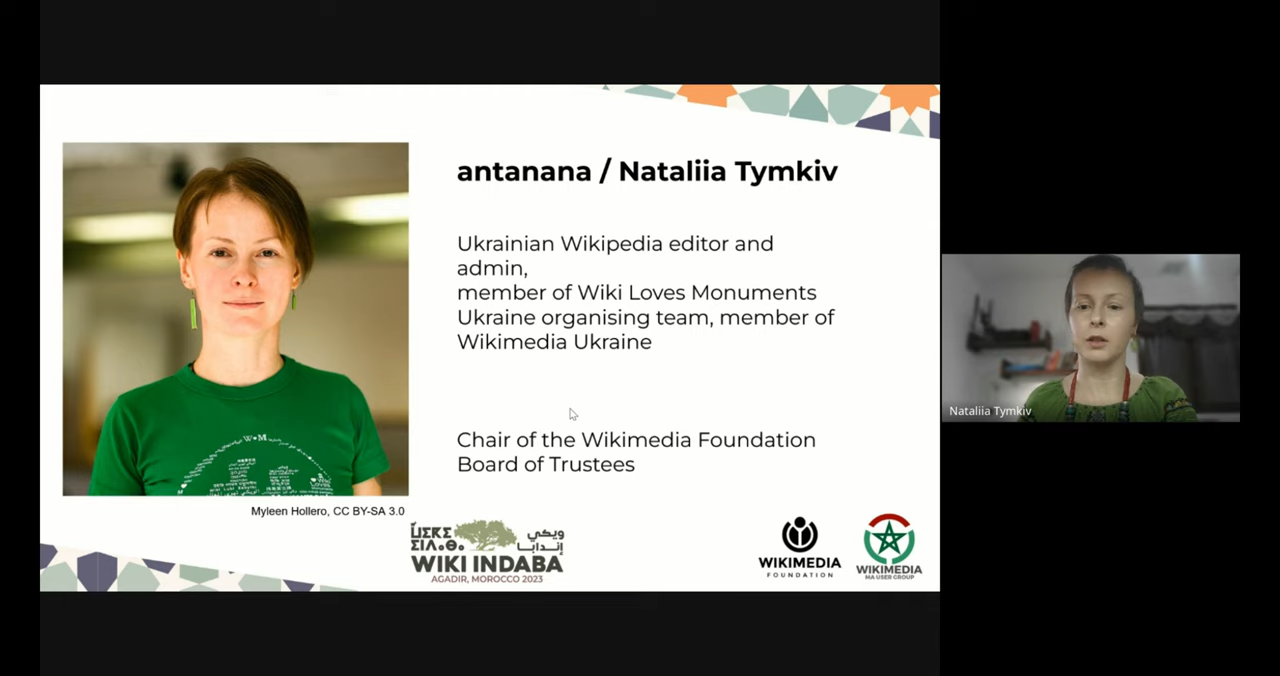 antanana / Nataliia Tymkiv
Ukrainian Wikipedia editor and
admin,
member of Wiki Loves Monuments
Ukraine organising team, member of
Wikimedia Ukraine
Chair of the Wikimedia Foundation
Board of Trustees
W♥M
Myleen Hollero, CC BY-SA 3.0
ويكي
إندابا
WIKI INDABA
AGADIR, MOROCCO 2023
WIKIMEDIA
FOUNDATION
WIKIMEDIA
MA USER GROUP
Nataliia Tymkiv